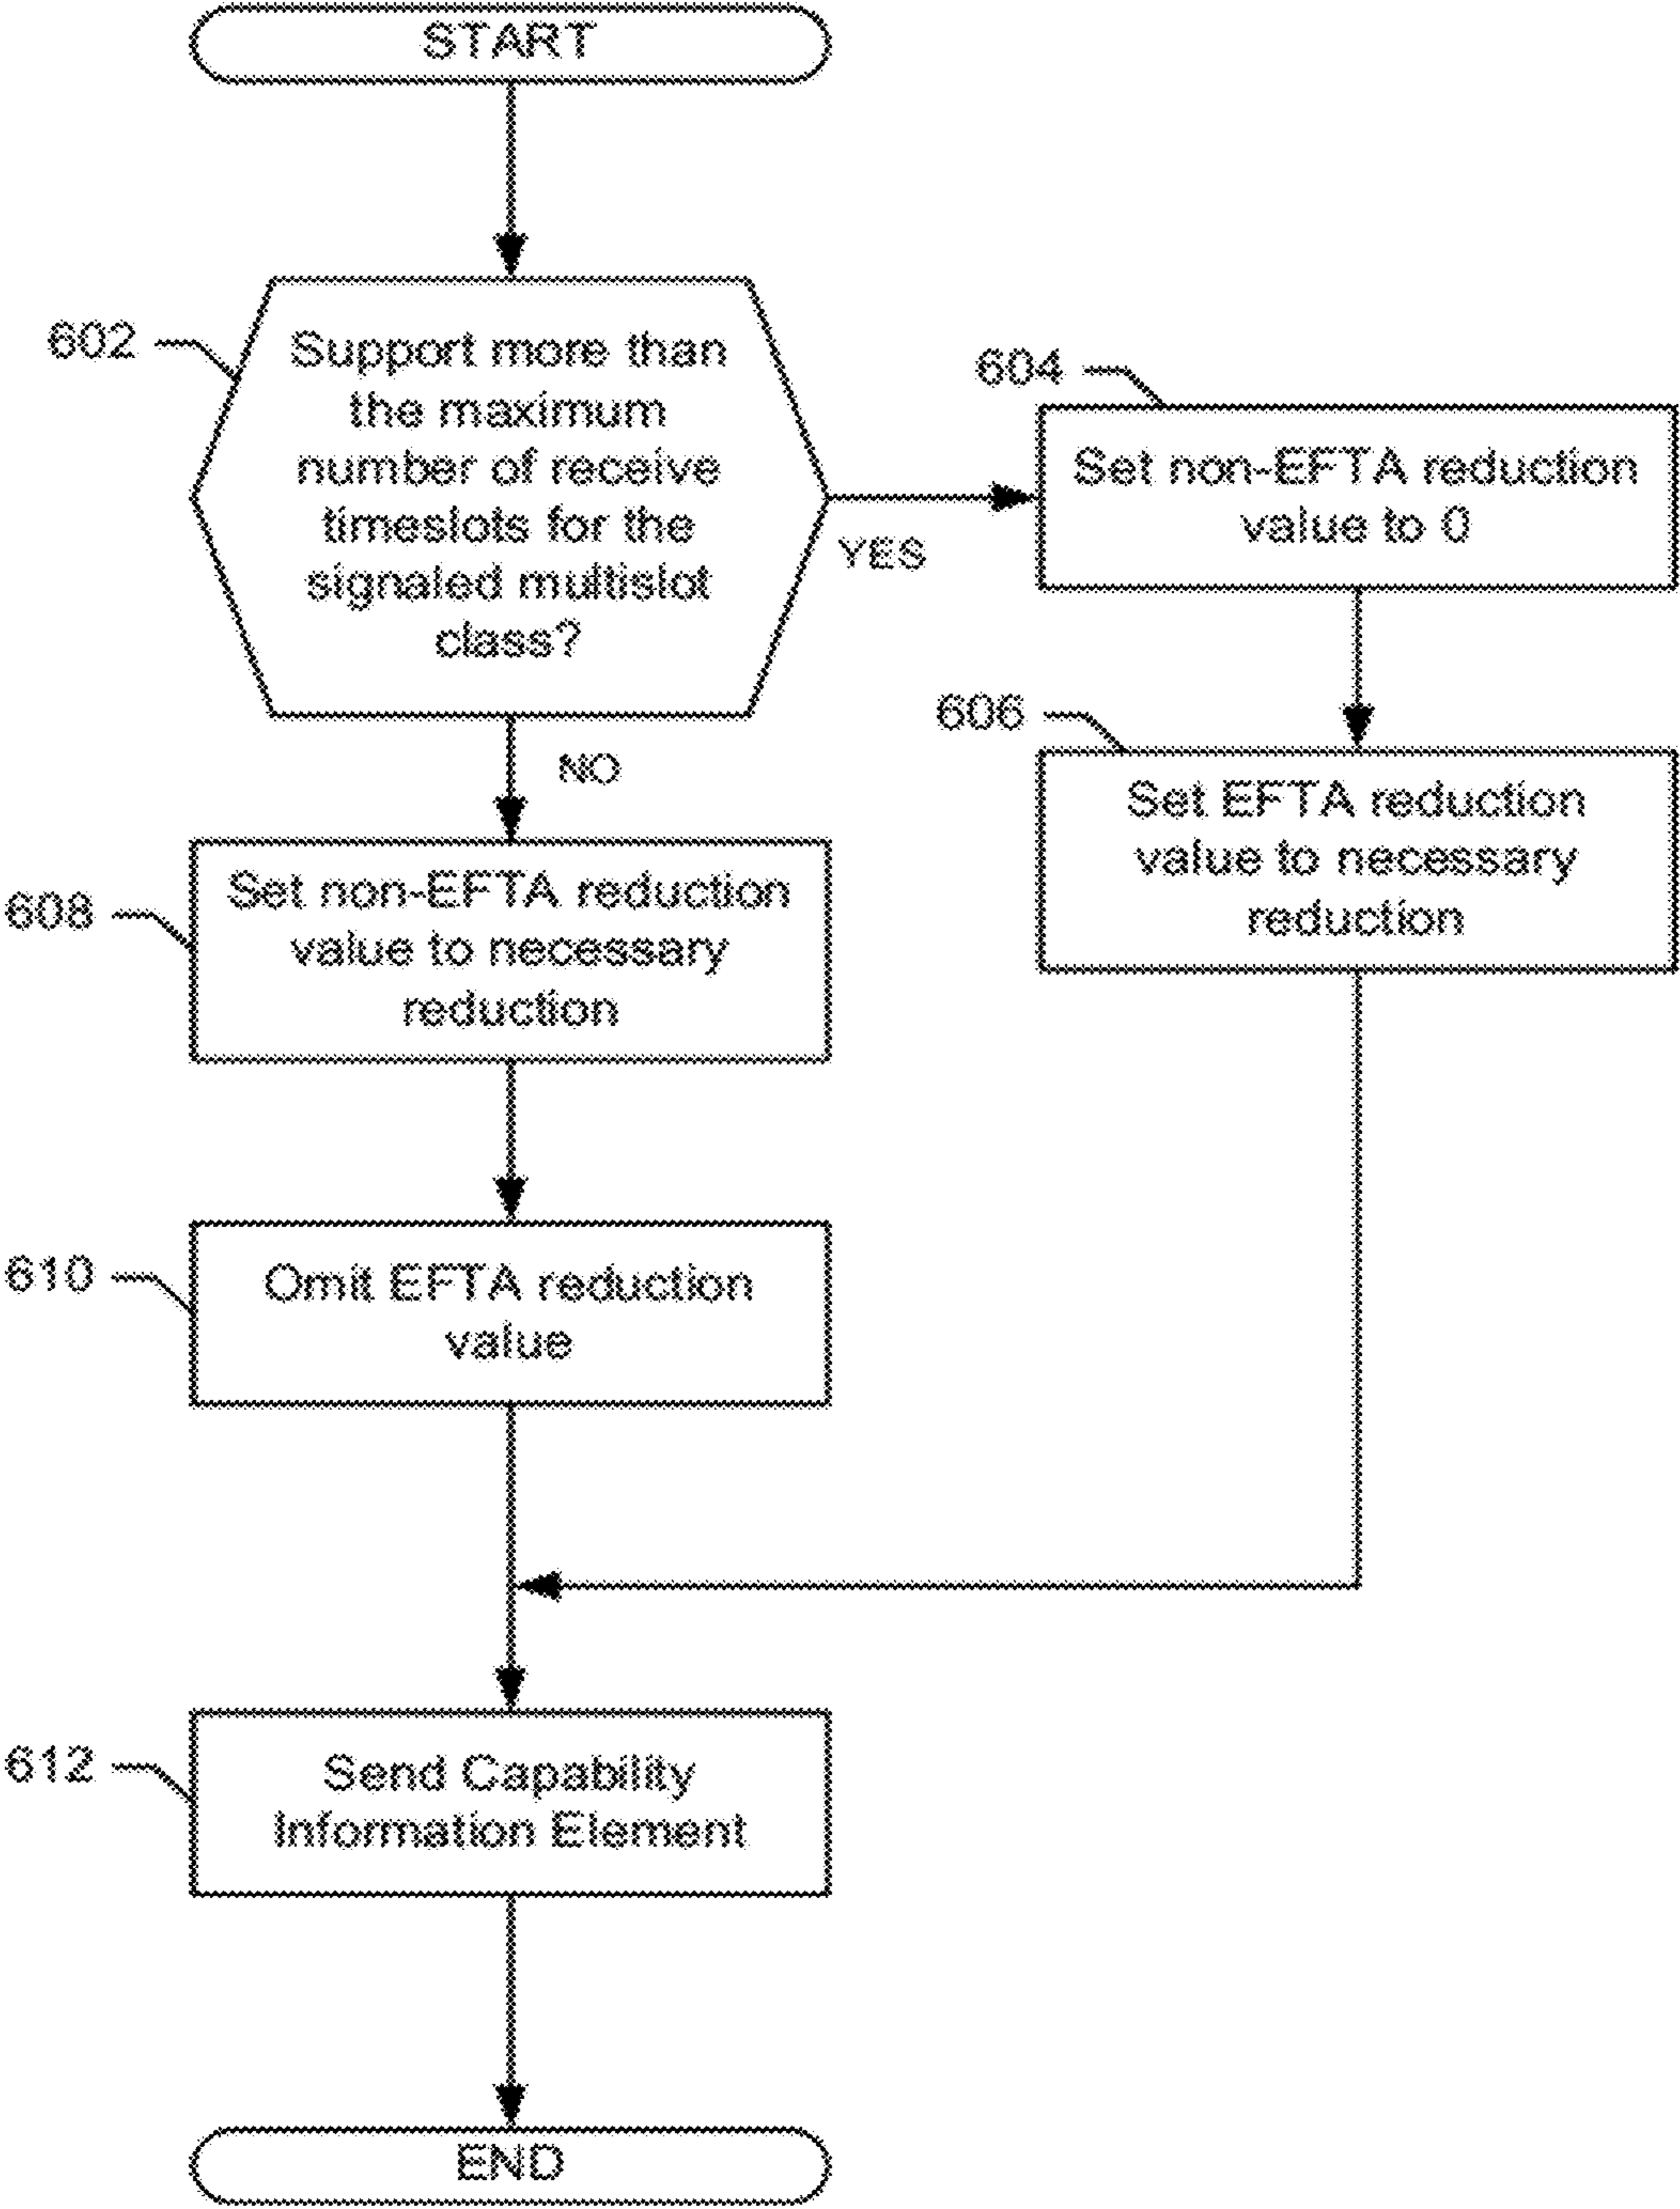 START
602
Support more than
the maximum
number of receive
timeslots for the
signaled multislot
class?
YES
604
Set non-EFTA reduction
value to 0
606
Set EFTA reduction
value to necessary
reduction
NO
608
Set non-EFTA reduction
value to necessary
reduction
610
Omit EFTA reduction
value
612
Send Capability
Information Element
END